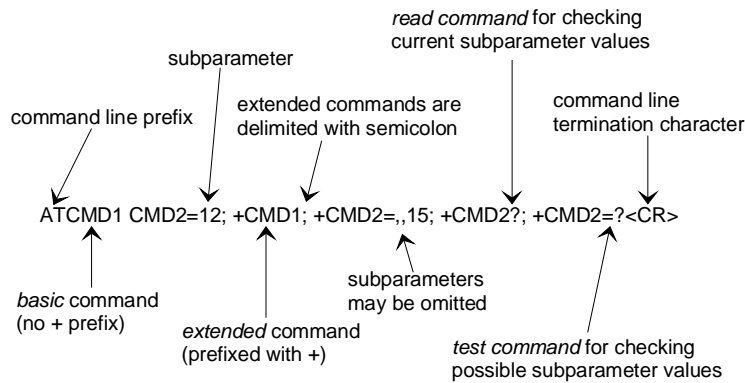 read command for checking
current subparameter values
subparameter
extended commands are
delimited with semicolon
command line
termination character
command line prefix
ATCMD1 CMD2=12; +CMD1; +CMD2=,,15; +CMD2?; +CMD2=?<CR>
basic command
(no + prefix)
extended command
(prefixed with +)
subparameters
may be omitted
test command for checking
possible subparameter values